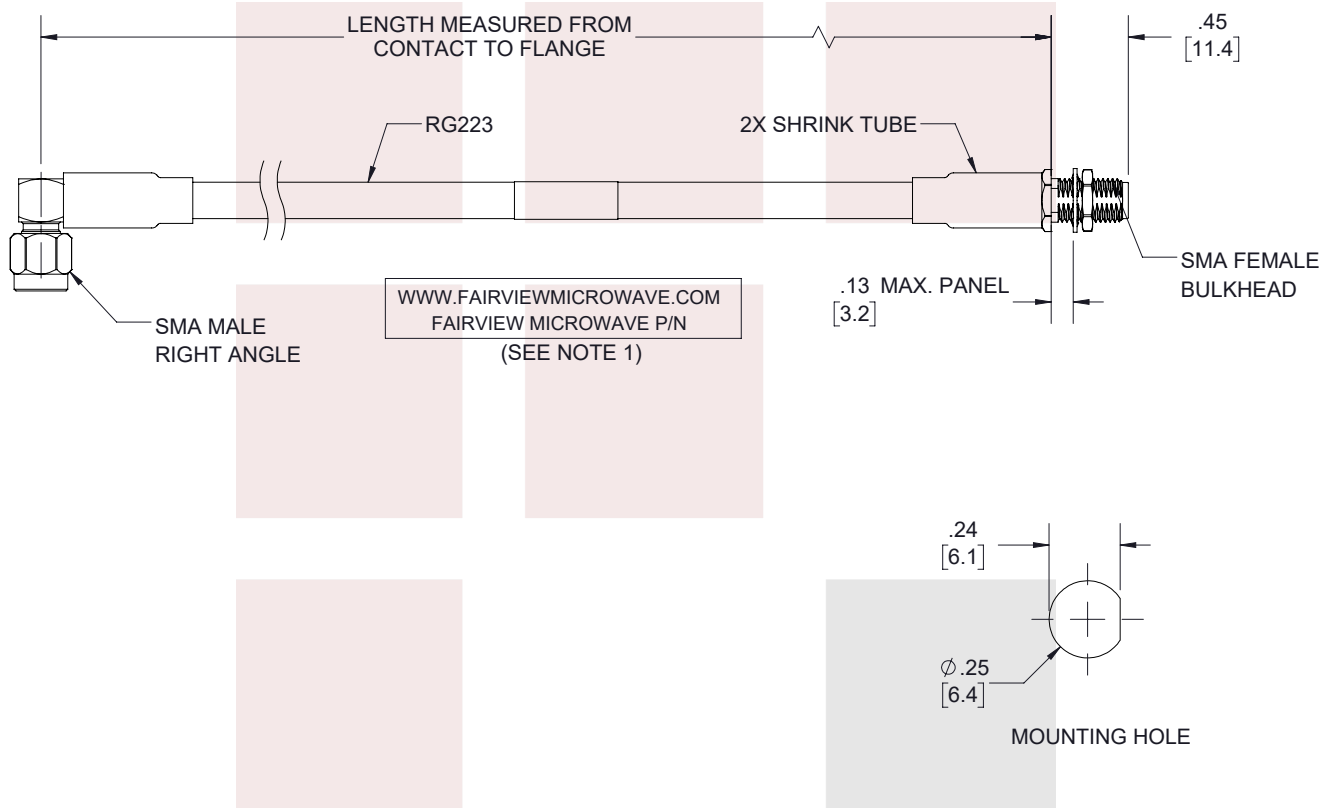 LENGTH MEASURED FROM
CONTACT TO FLANGE
.45
[11.4]
RG223
2X SHRINK TUBE
SMA FEMALE
BULKHEAD
.13 MAX. PANEL
[3.2]
WWW.FAIRVIEWMICROWAVE.COM
FAIRVIEW MICROWAVE P/N
(SEE NOTE 1)
SMA MALE
RIGHT ANGLE
.24
[6.1]
∅.25
[6.4]
MOUNTING HOLE